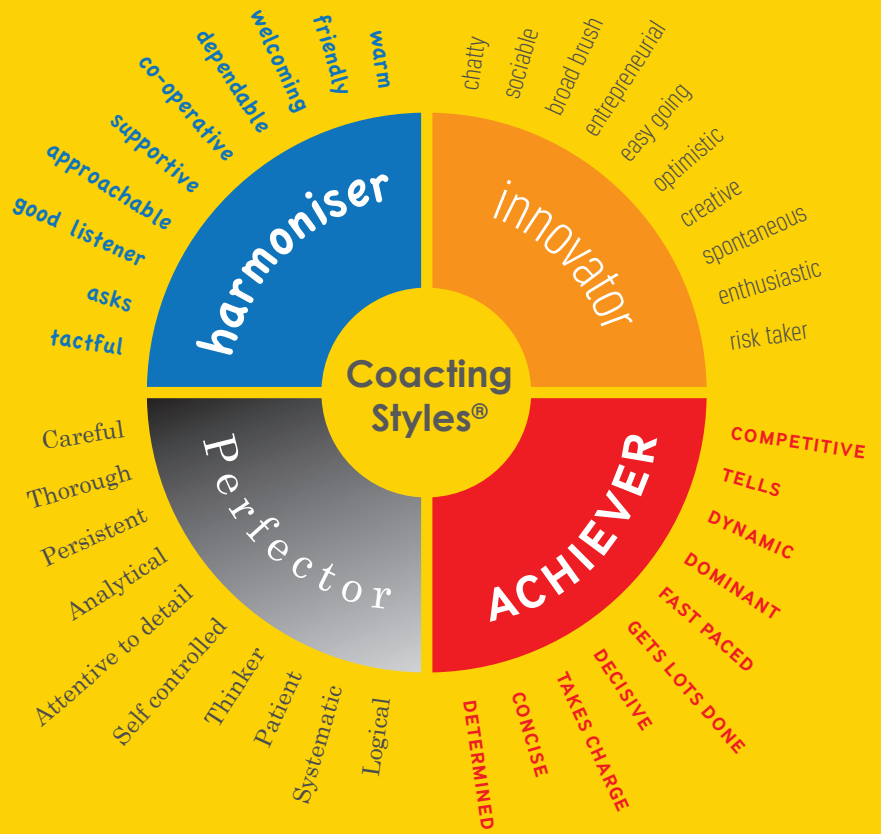 warm
friendly
welcoming
dependable
co-operative
supportive
approachable
good listener
asks
tactful
harmoniser
chatty
sociable
broad brush
entrepreneurial
easy going
optimistic
creative
spontaneous
enthusiastic
risk taker
innovator
Coacting
Styles®
Careful
Thorough
Persistent
Analytical
Attentive to detail
Self controlled
Thinker
Patient
Systematic
Logical
Perfector
COMPETITIVE
TELLS
DYNAMIC
DOMINANT
FAST PACED
GETS LOTS DONE
DECISIVE
TAKES CHARGE
CONCISE
DETERMINED
ACHIEVER